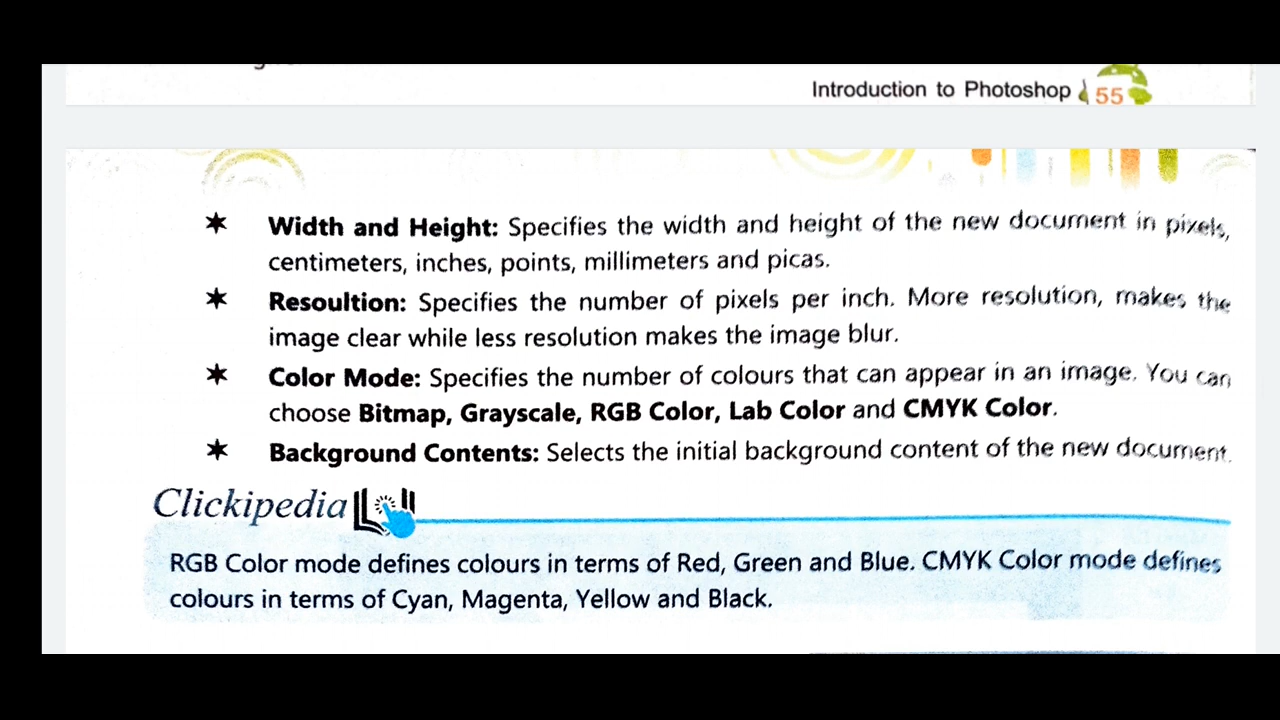 Introduction to Photoshop 55
✶ Width and Height: Specifies the width and height of the new document in pixels,
centimeters, inches, points, millimeters and picas.
✶ Resoultion: Specifies the number of pixels per inch. More resolution, makes the
image clear while less resolution makes the image blur.
✶ Color Mode: Specifies the number of colours that can appear in an image. You can
choose Bitmap, Grayscale, RGB Color, Lab Color and CMYK Color.
✶ Background Contents: Selects the initial background content of the new document.
Clickipedia
RGB Color mode defines colours in terms of Red, Green and Blue. CMYK Color mode defines
colours in terms of Cyan, Magenta, Yellow and Black.